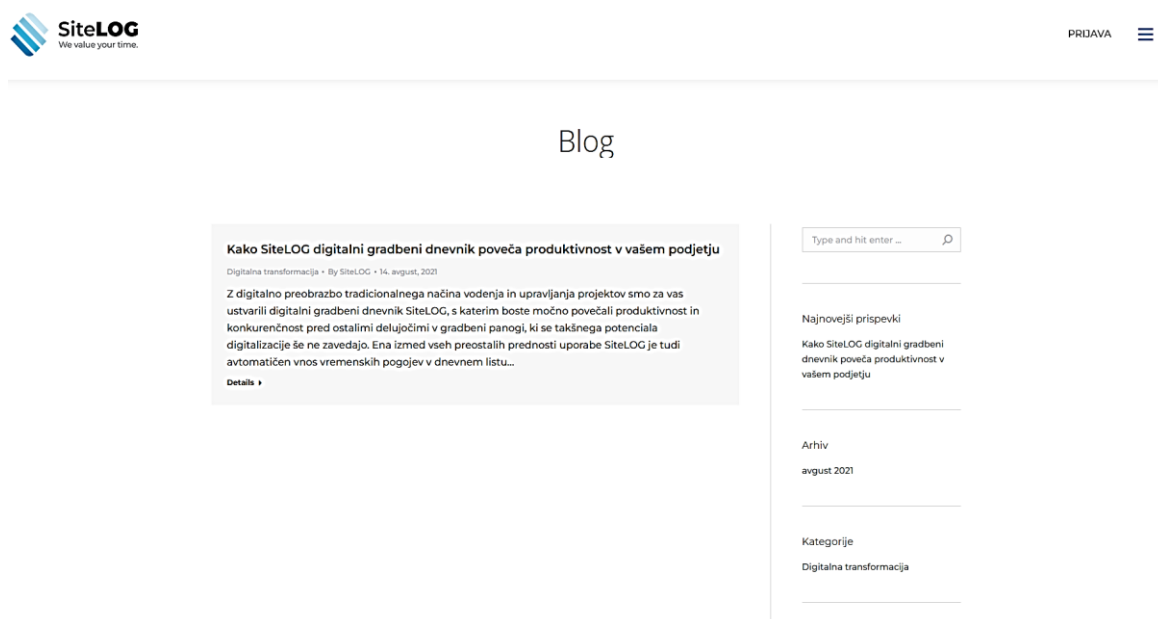 SiteLOG
We value your time.
PRIJAVA
Blog
Kako SiteLOG digitalni gradbeni dnevnik poveča produktivnost v vašem podjetju
Digitalna transformacija • By SiteLOG • 14. avgust, 2021
Z digitalno preobrazbo tradicionalnega načina vodenja in upravljanja projektov smo za vas
ustvarili digitalni gradbeni dnevnik SiteLOG, s katerim boste močno povečali produktivnost in
konkurenčnost pred ostalimi delujočimi v gradbeni panogi, ki se takšnega potenciala
digitalizacije še ne zavedajo. Ena izmed vseh preostalih prednosti uporabe SiteLOG je tudi
avtomatičen vnos vremenskih pogojev v dnevnem listu...
Details
Type and hit enter ...
Najnovejši prispevki
Kako SiteLOG digitalni gradbeni
dnevnik poveča produktivnost v
vašem podjetju
Arhiv
avgust 2021
Kategorije
Digitalna transformacija